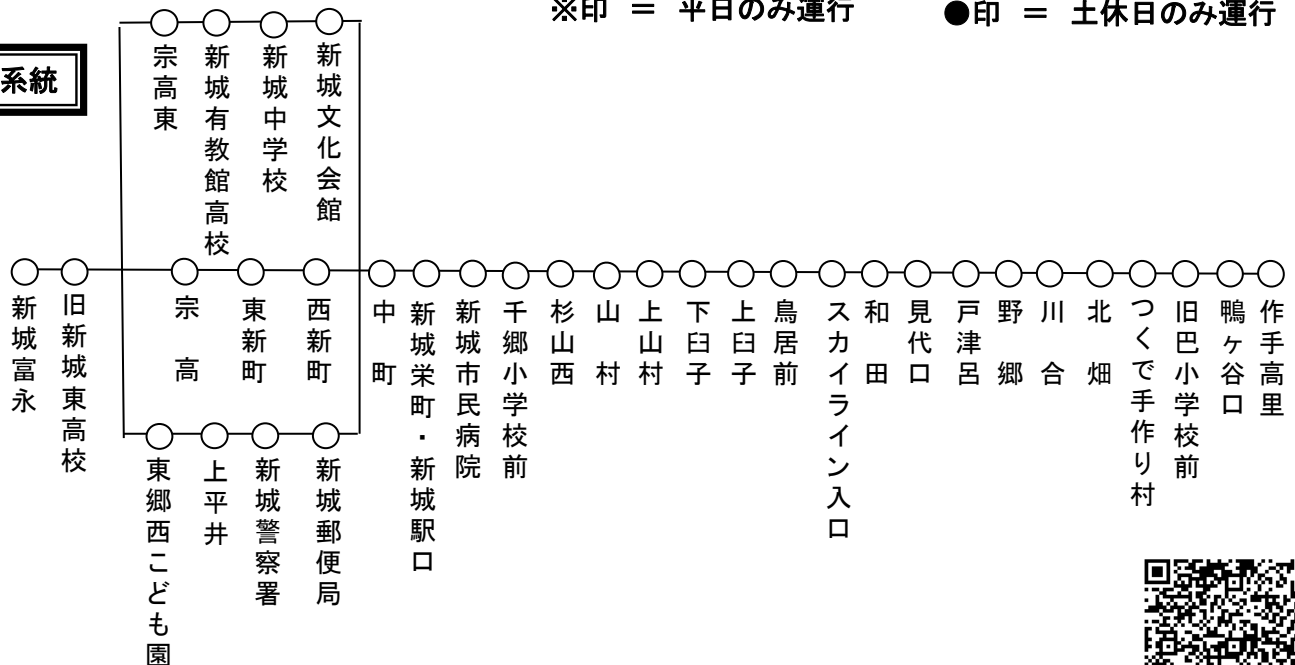 ※印 = 平日のみ運行
●印 = 土休日のみ運行
系統
宗高東
新城有教館高校
新城中学校
新城文化会館
新城富永
旧新城東高校
宗高
東新町
西新町
中町
新城栄町・新城駅口
新城市民病院
千郷小学校前
杉山西
山村
上山村
下臼子
上臼子
鳥居前
スカイライン入口
和田
見代口
戸津呂
野郷
川合
北畑
つくで手作り村
旧巴小学校前
鴨ヶ谷口
作手高里
東郷西こども園
上平井
新城警察署
新城郵便局